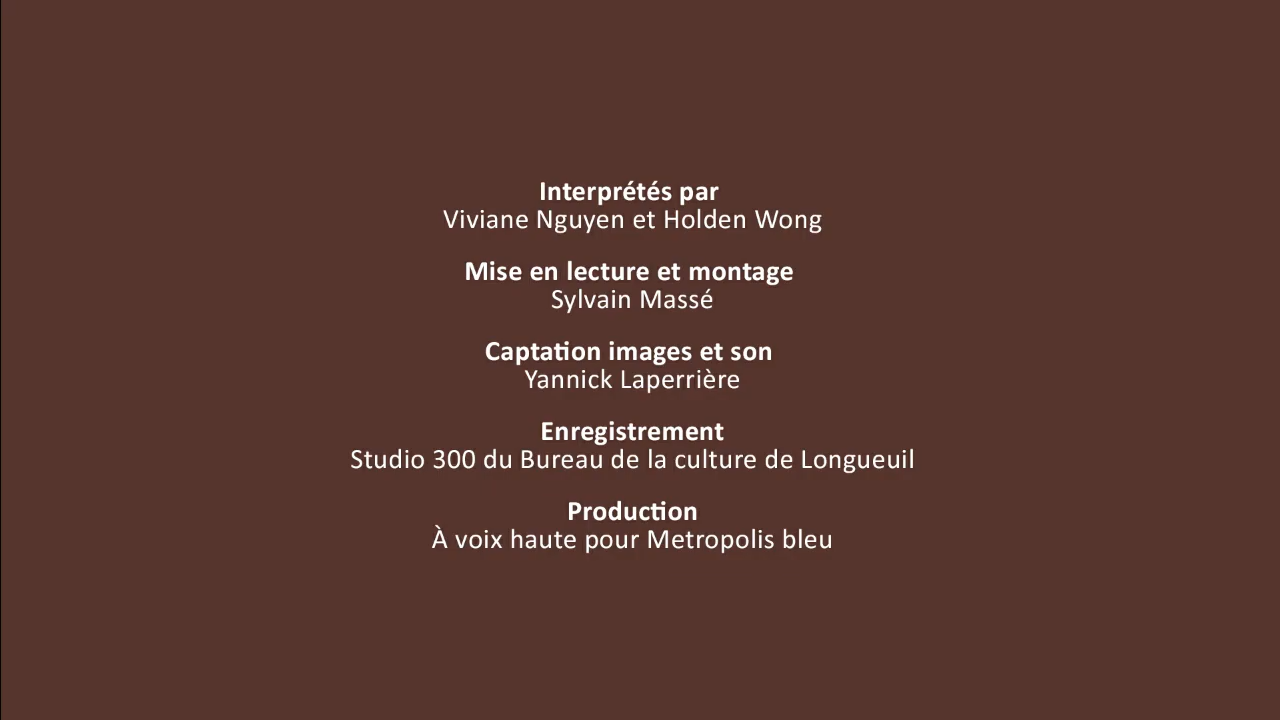 Interprétés par
Viviane Nguyen et Holden Wong
Mise en lecture et montage
Sylvain Massé
Captation images et son
Yannick Laperrière
Enregistrement
Studio 300 du Bureau de la culture de Longueuil
Production
À voix haute pour Metropolis bleu